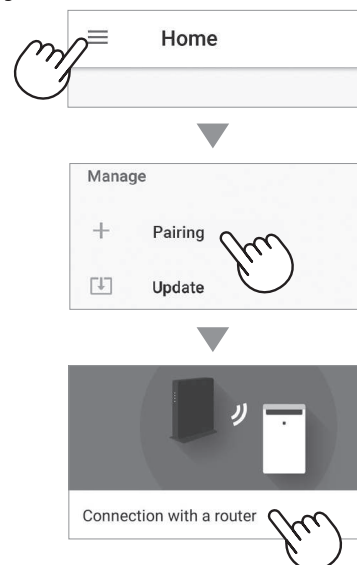 Home
Manage
Pairing
Update
Connection with a router